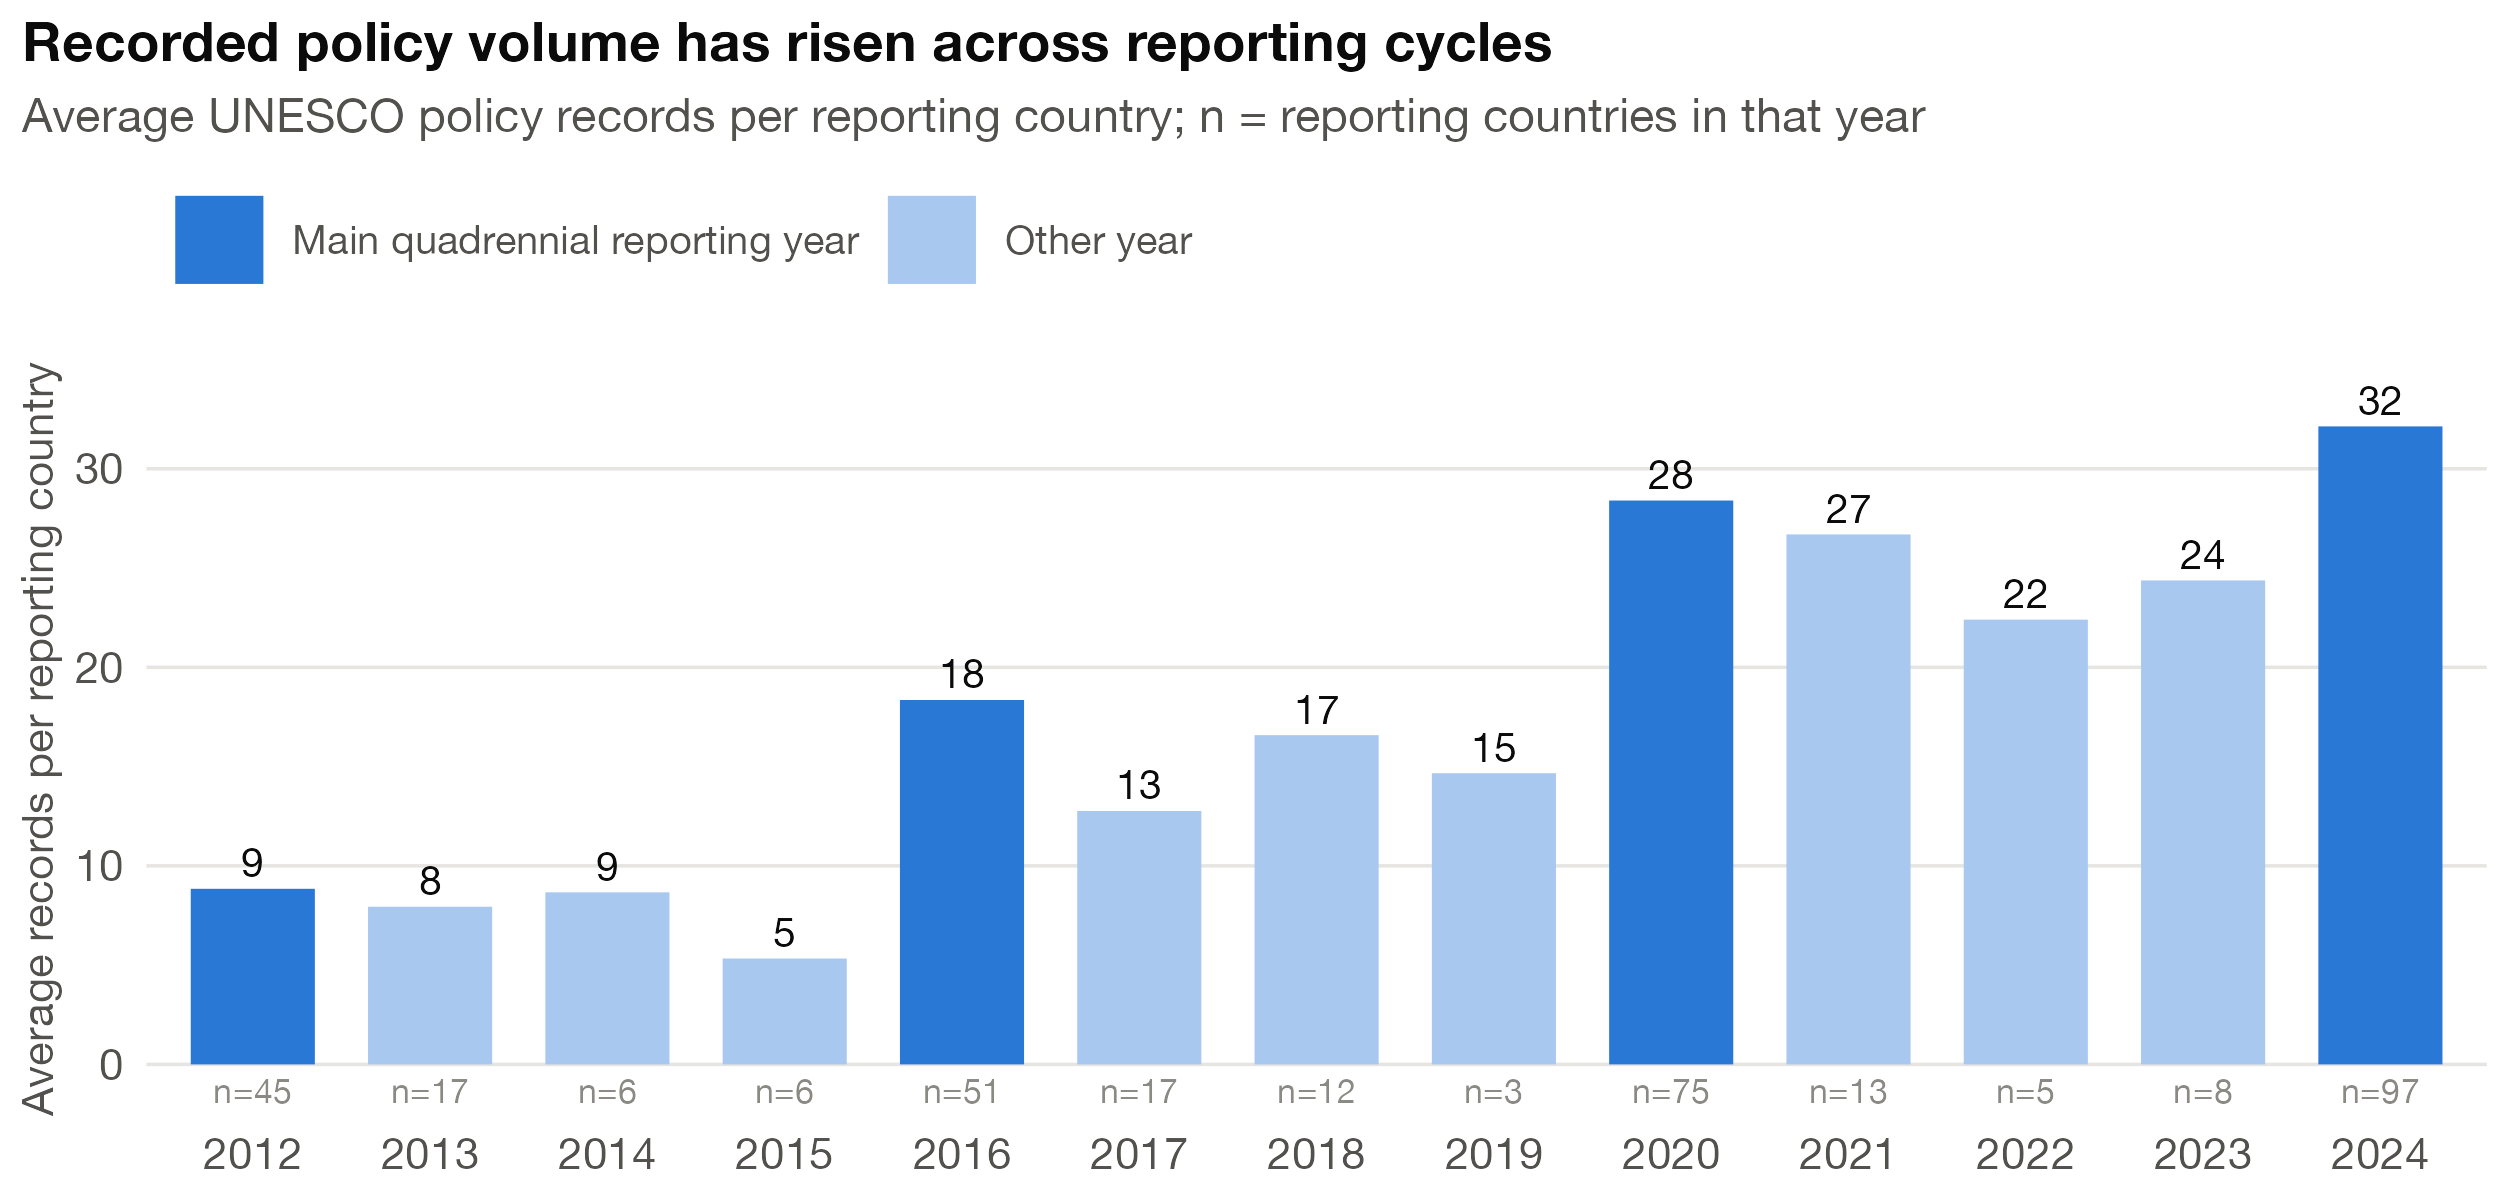 Recorded policy volume has risen across reporting cycles
Average UNESCO policy records per reporting country; n = reporting countries in that year
Main quadrennial reporting year
Other year
Average records per reporting country
30
20
10
0
9
8
9
5
18
13
17
15
28
27
22
24
32
n=45
n=17
n=6
n=6
n=51
n=17
n=12
n=3
n=75
n=13
n=5
n=8
n=97
2012
2013
2014
2015
2016
2017
2018
2019
2020
2021
2022
2023
2024